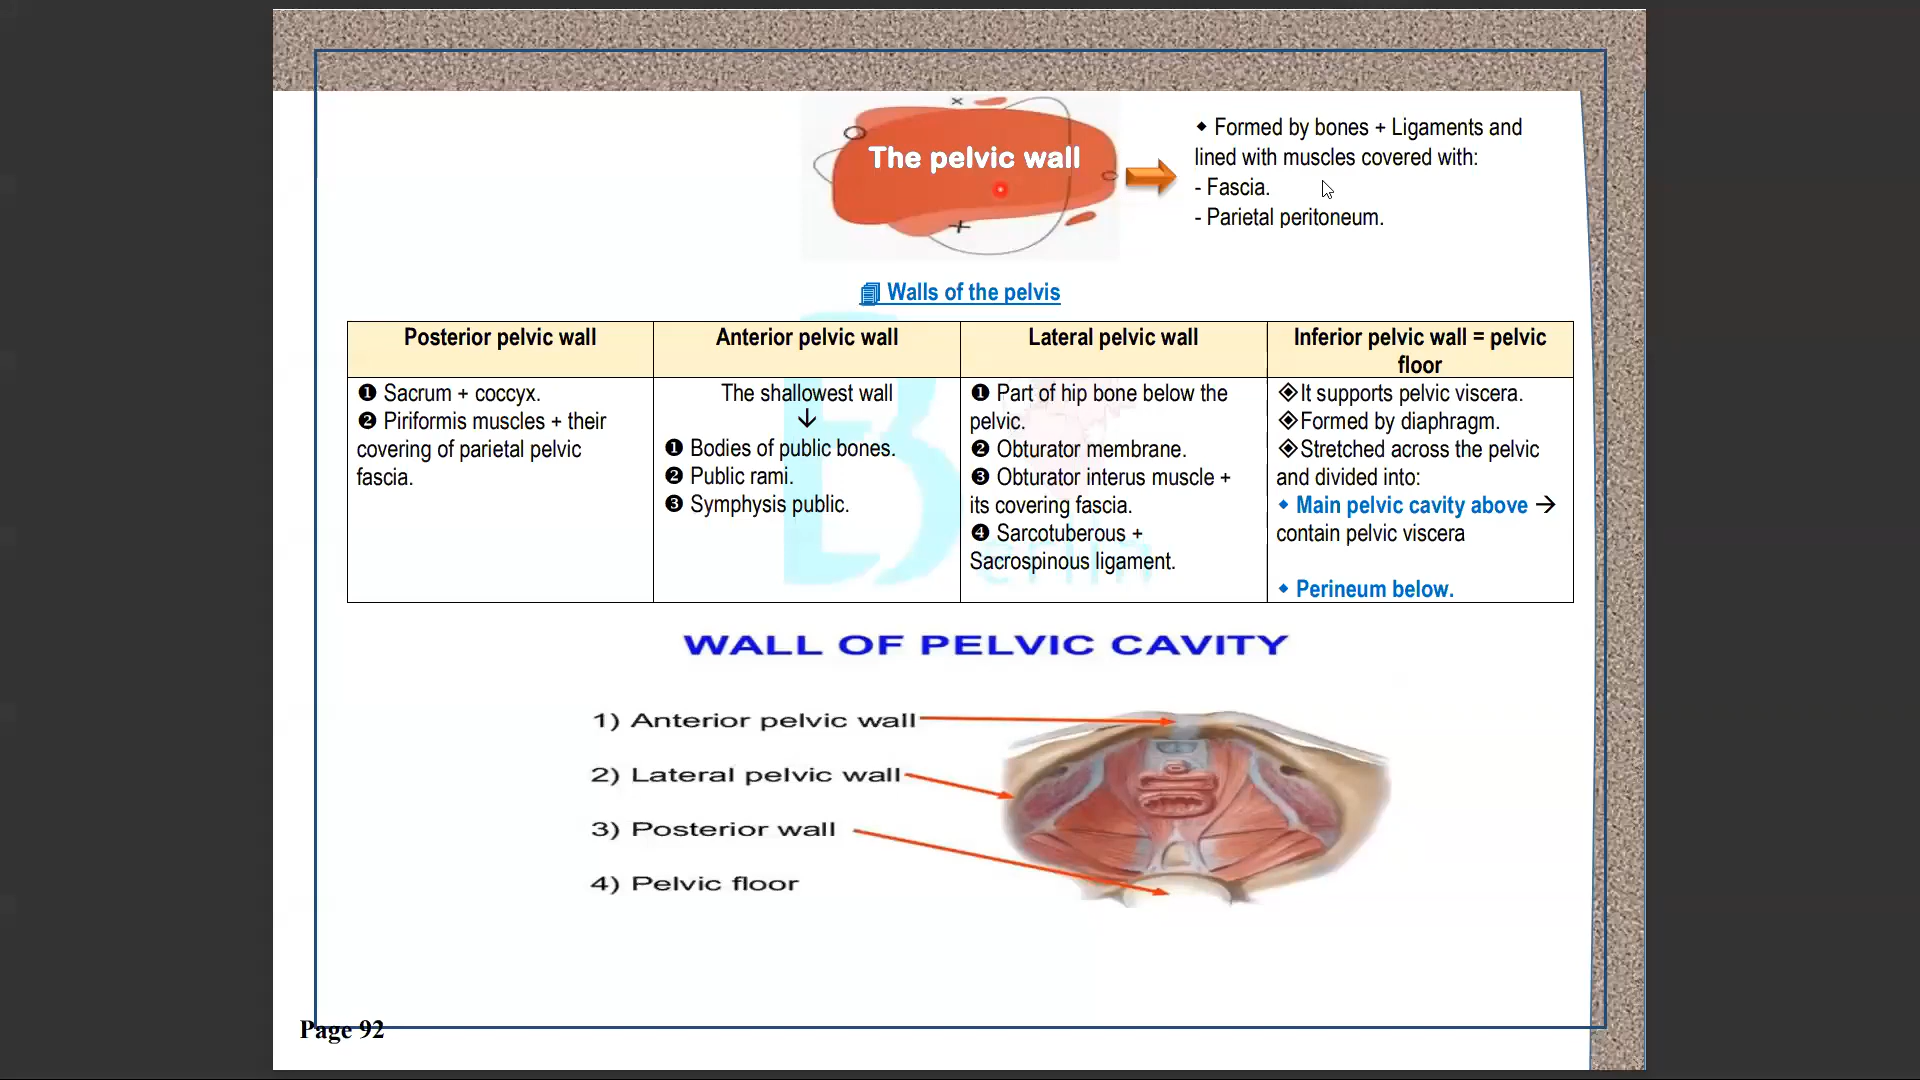 The pelvic wall
◆ Formed by bones + Ligaments and
lined with muscles covered with:
- Fascia.
- Parietal peritoneum.
Walls of the pelvis
Posterior pelvic wall
❶ Sacrum + coccyx.
❷ Piriformis muscles + their
covering of parietal pelvic
fascia.
Anterior pelvic wall
The shallowest wall
↓
❶ Bodies of public bones.
❷ Public rami.
❸ Symphysis public.
Lateral pelvic wall
❶ Part of hip bone below the
pelvic.
❷ Obturator membrane.
❸ Obturator interus muscle +
its covering fascia.
❹ Sarcotuberous +
Sacrospinous ligament.
Inferior pelvic wall = pelvic
floor
◈It supports pelvic viscera.
◈Formed by diaphragm.
◈Stretched across the pelvic
and divided into:
◆ Main pelvic cavity above →
contain pelvic viscera
◆ Perineum below.
Berlin
WALL OF PELVIC CAVITY
1) Anterior pelvic wall
2) Lateral pelvic wall
3) Posterior wall
4) Pelvic floor
Page 92